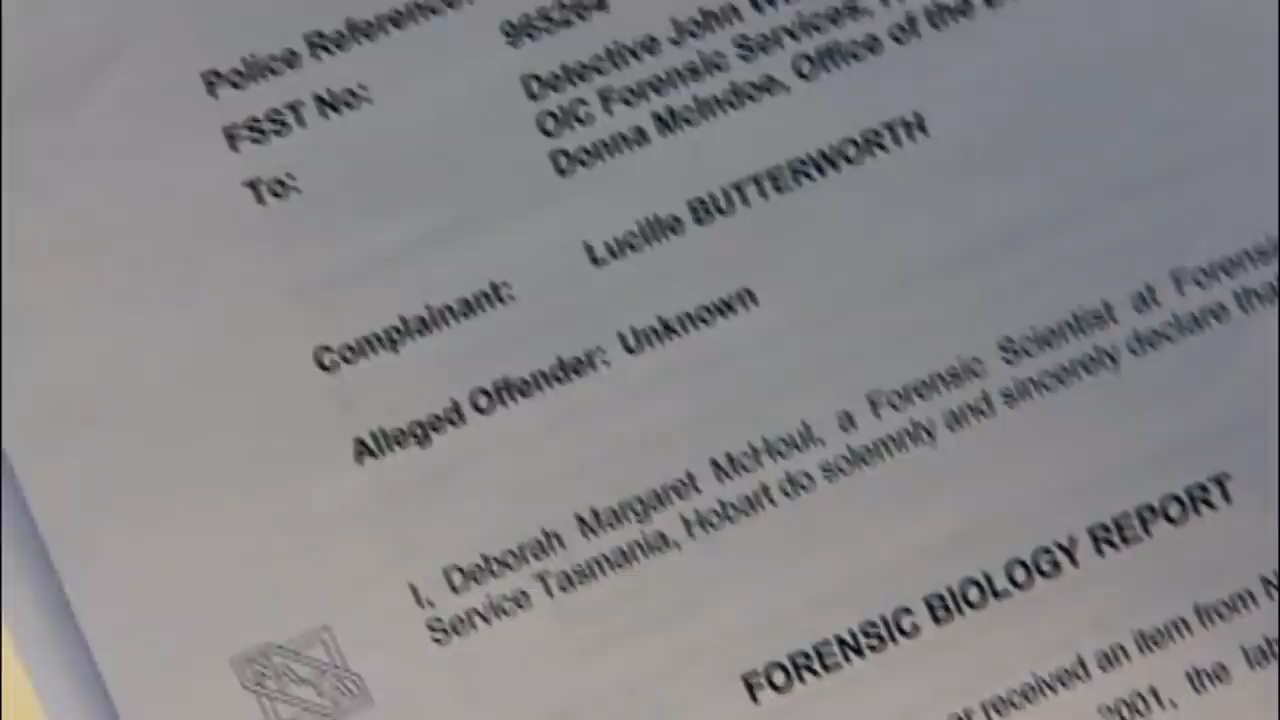 Police Reference:
FSST No: 965264
To: Detective John
OIC Forensic Services,
Donna McIndoe, Office of the
Complainant: Lucille BUTTERWORTH
Alleged Offender: Unknown
I, Deborah Margaret McHoul, a Forensic Scientist at Forensic
Service Tasmania, Hobart do solemnly and sincerely declare that
FORENSIC BIOLOGY REPORT
received an item from
2001, the